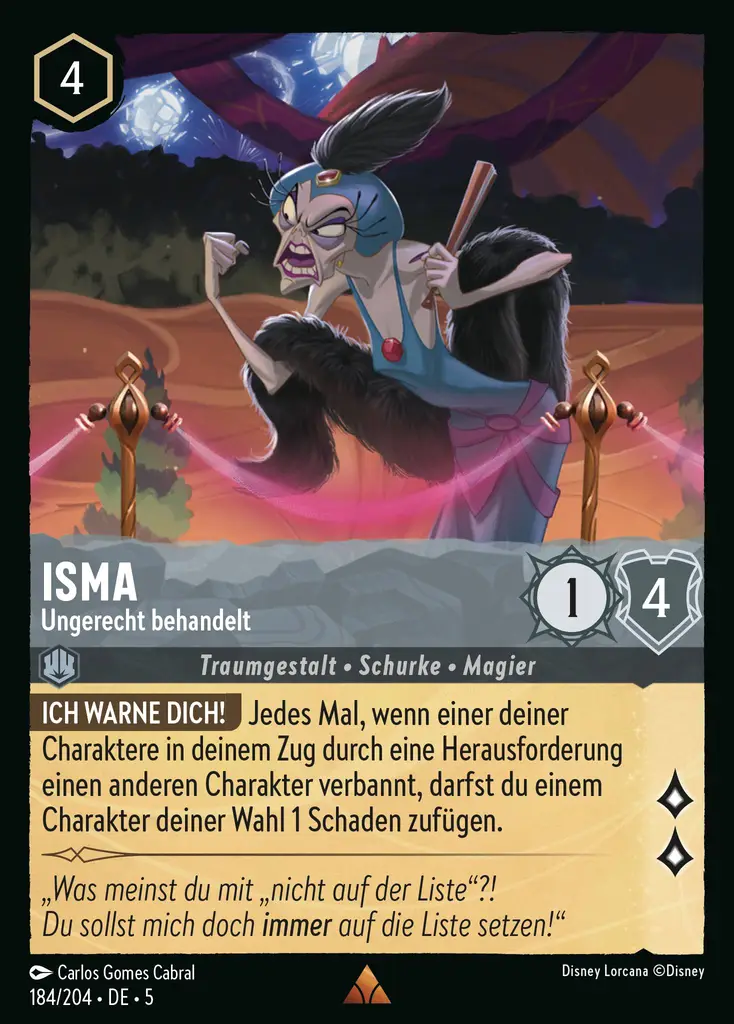 4
ISMA
Ungerecht behandelt
1
4
Traumgestalt • Schurke • Magier
ICH WARNE DICH! Jedes Mal, wenn einer deiner
Charaktere in deinem Zug durch eine Herausforderung
einen anderen Charakter verbannt, darfst du einem
Charakter deiner Wahl 1 Schaden zufügen.
„Was meinst du mit „nicht auf der Liste“?!
Du sollst mich doch immer auf die Liste setzen!“
Carlos Gomes Cabral
Disney Lorcana ©Disney
184/204 • DE • 5